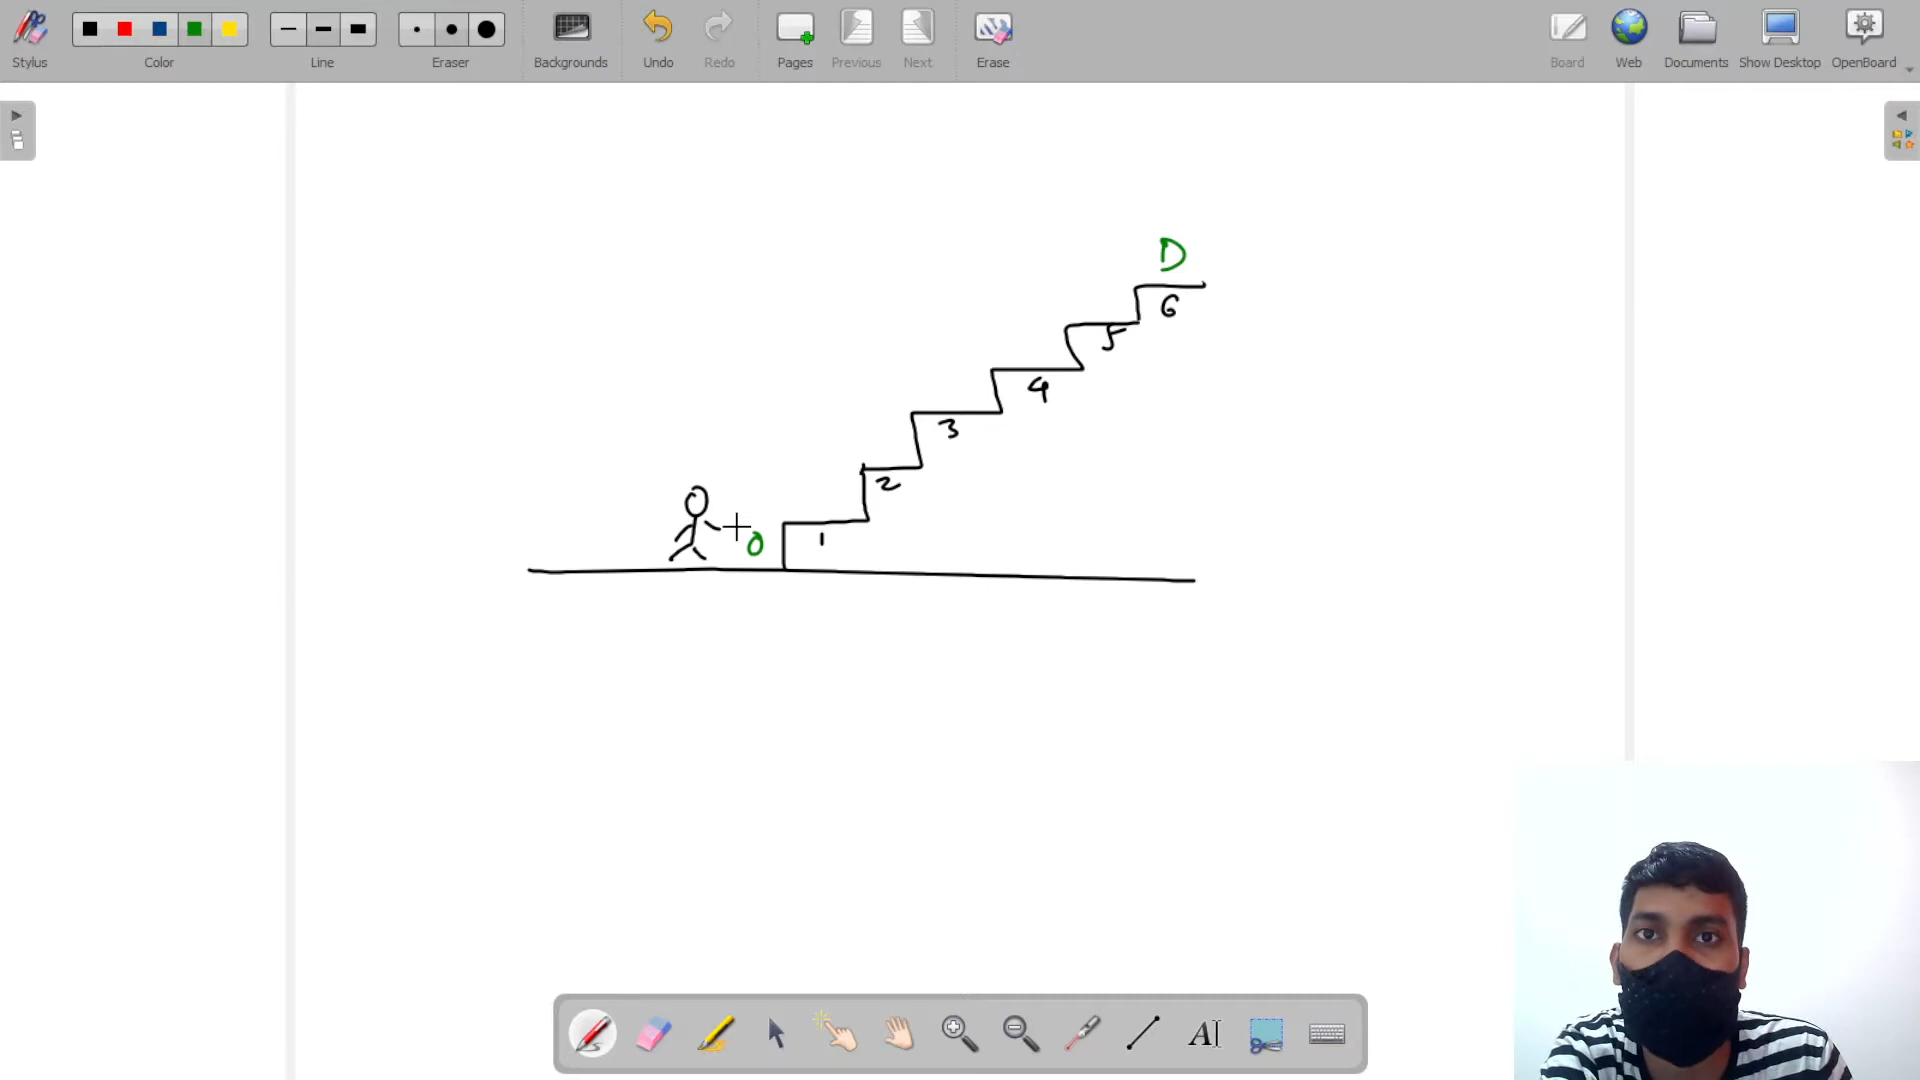 Stylus
Color
Line
Eraser
Backgrounds
Undo
Redo
Pages
Previous
Next
Erase
Board
Web
Documents
Show Desktop
OpenBoard
D
6
5
4
3
2
1
O